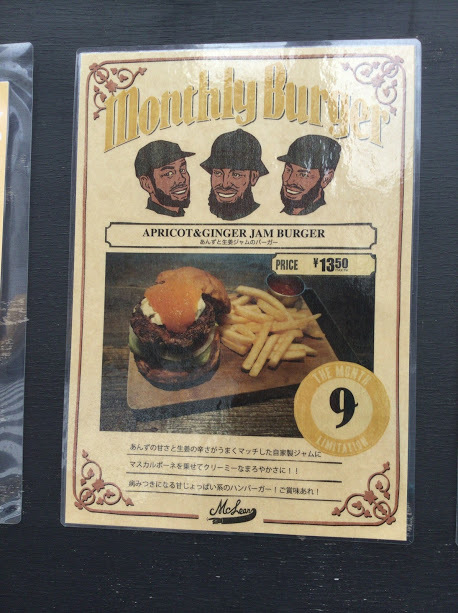 Monthly Burger
APRICOT&GINGER JAM BURGER
あんずと生姜ジャムのバーガー
PRICE ¥1350
THE MONTH
9
LIMITATION
あんずの甘さと生姜の辛さがうまくマッチした自家製ジャムに
マスカルポーネを乗せてクリーミーなまろやかさに！！
病みつきになる甘じょっぱい系のハンバーガー！ご賞味あれ！
McLean